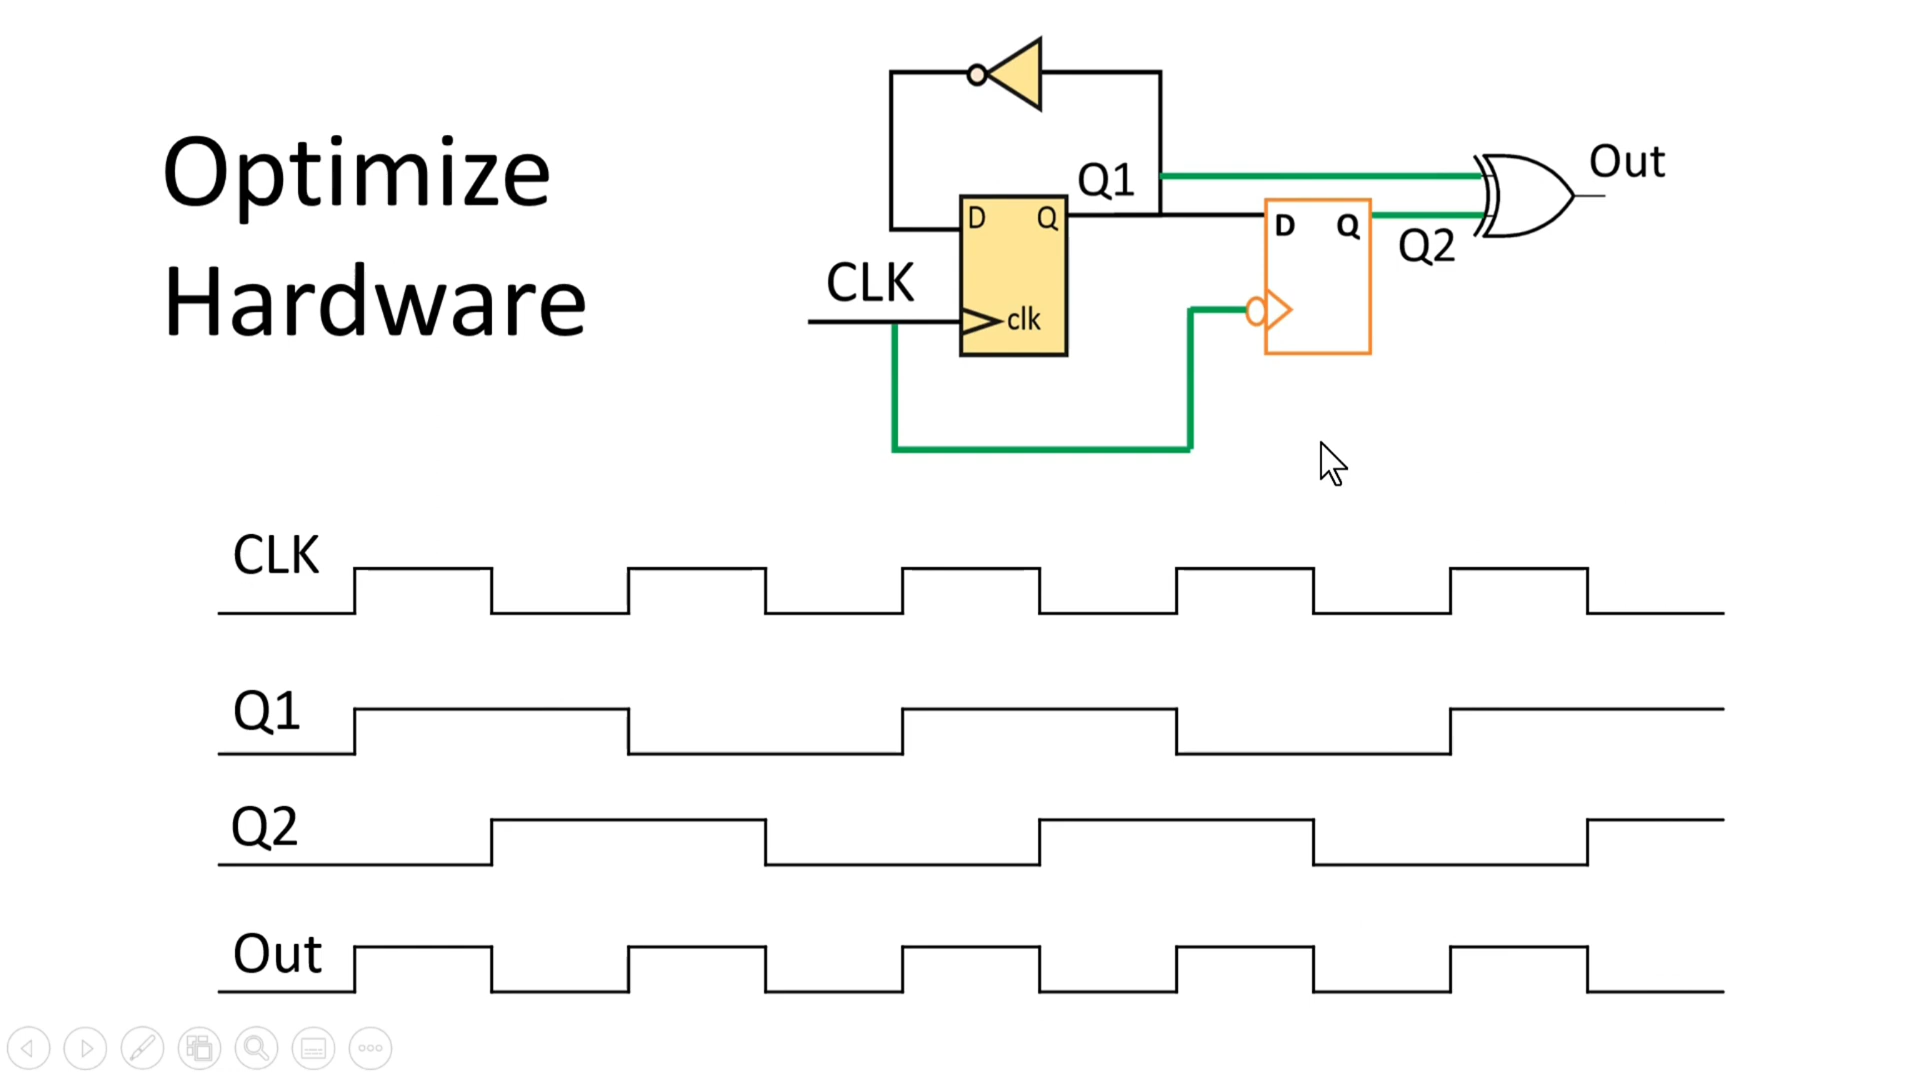 Optimize
Hardware
Out
Q1
D Q
D Q
Q2
CLK
clk
CLK
Q1
Q2
Out